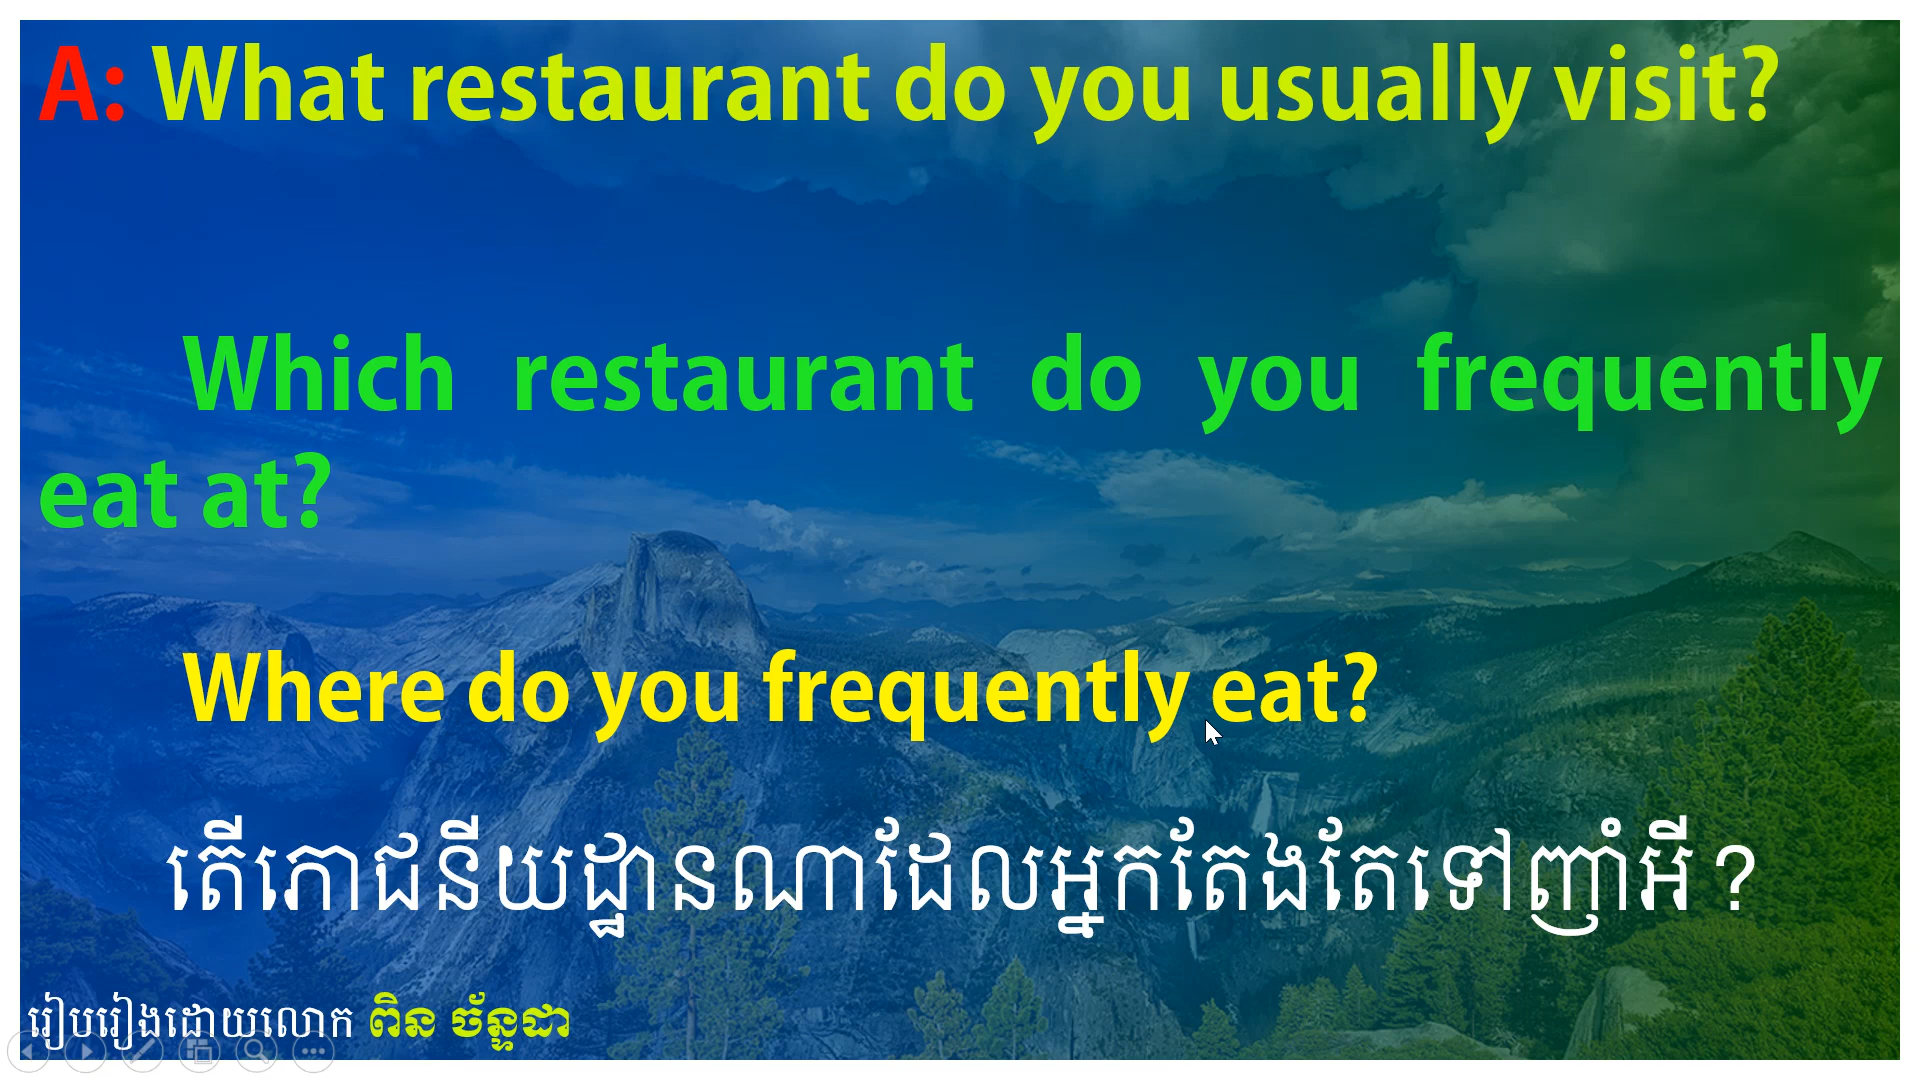 A: What restaurant do you usually visit?
Which restaurant do you frequently
eat at?
Where do you frequently eat?
តើភោជនីយដ្ឋានណាដែលអ្នកតែងតែទៅញ៉ាំអី?
រៀបរៀងដោយលោក ពិន ច័ន្ទដា